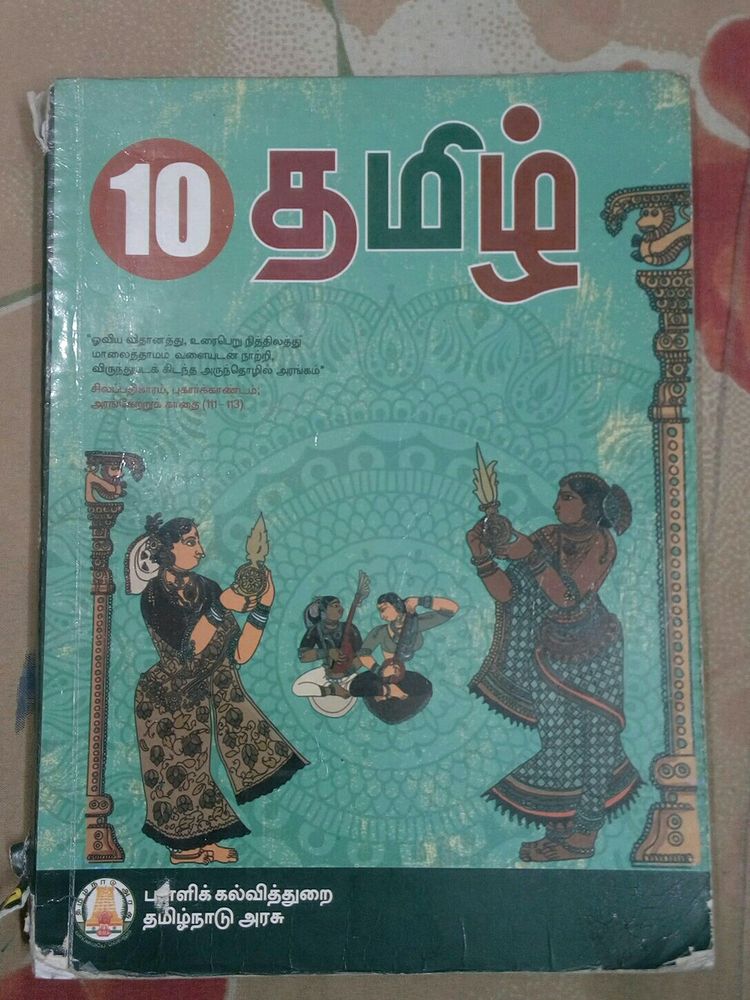 10 தமிழ்
"ஓவிய விதானத்து, உரைபெறு நித்திலத்து
மாலைத்தாமம் வளையுடன் நாற்றி,
விருந்துபடக் கிடந்த அருந்தொழில் அரங்கம்"
சிலப்பதிகாரம், புகார்க்காண்டம்;
அரங்கேற்றுக் காதை (111-113)
பள்ளிக் கல்வித்துறை
தமிழ்நாடு அரசு